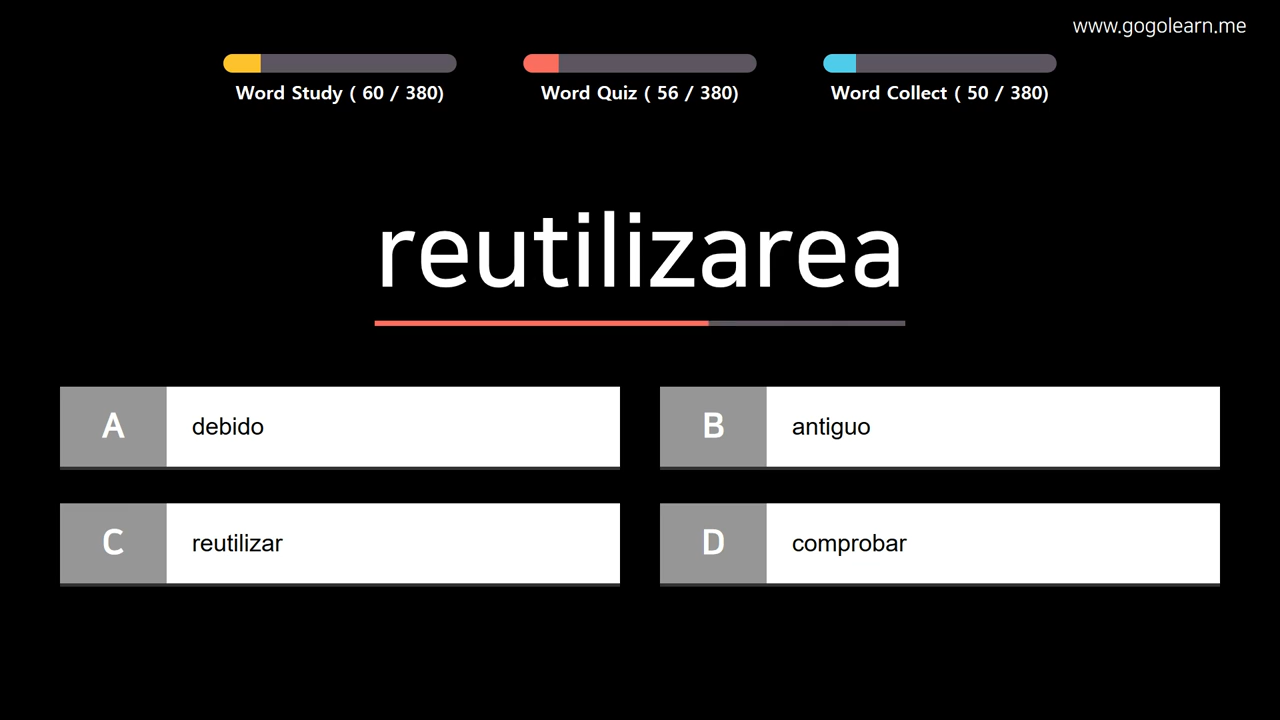 www.gogolearn.me
Word Study ( 60 / 380)
Word Quiz ( 56 / 380)
Word Collect ( 50 / 380)
reutilizarea
A debido
B antiguo
C reutilizar
D comprobar